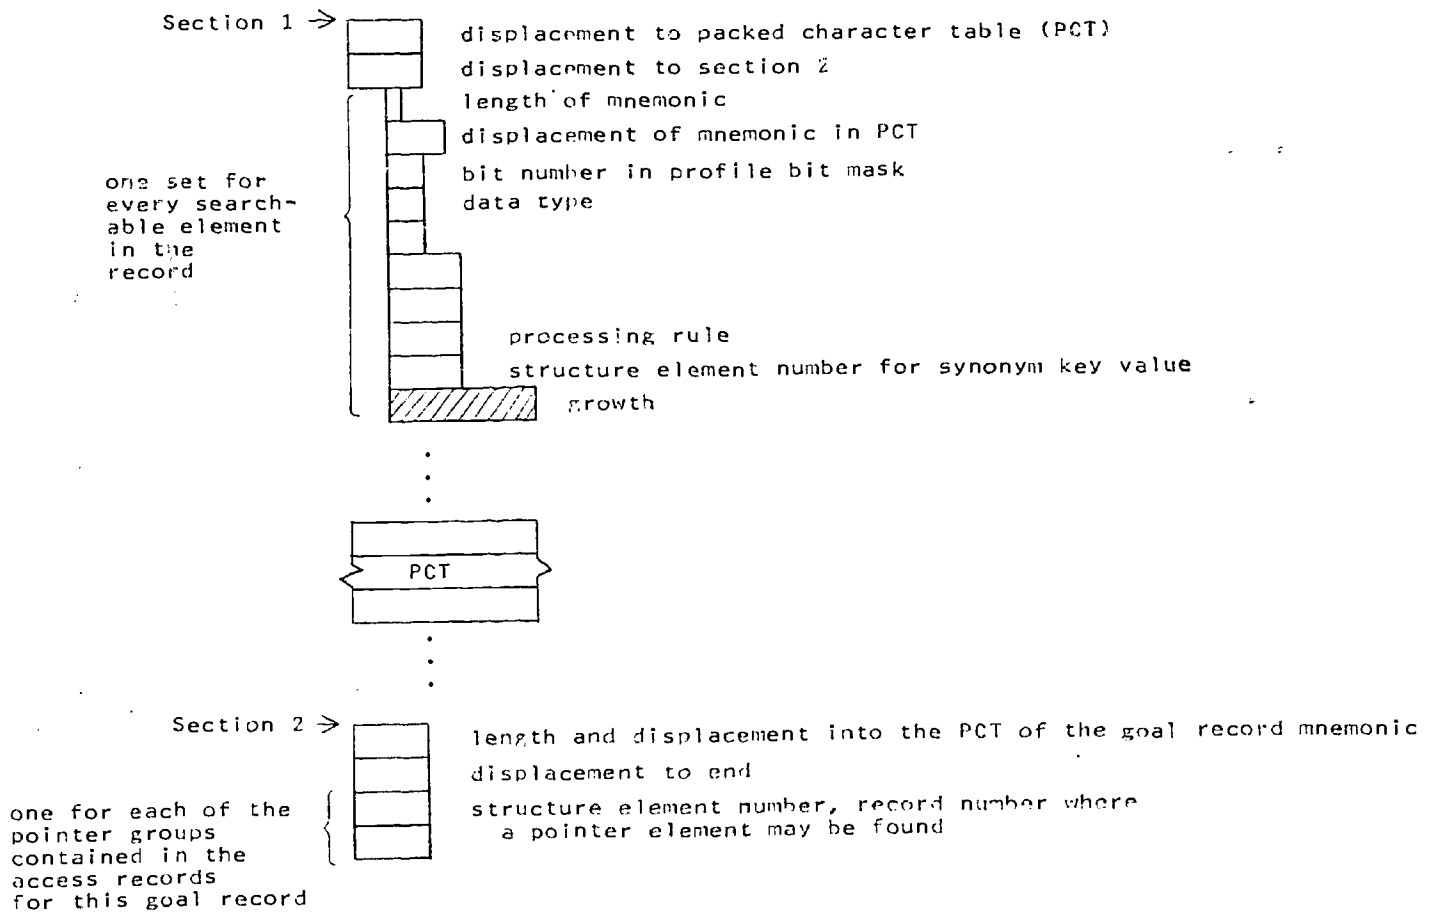 Section 1 →
displacement to packed character table (PCT)
displacement to section 2
length of mnemonic
displacement of mnemonic in PCT
bit number in profile bit mask
data type
one set for
every search-
able element
in the
record
processing rule
structure element number for synonym key value
growth
PCT
Section 2 →
length and displacement into the PCT of the goal record mnemonic
displacement to end
structure element number, record number where
a pointer element may be found
one for each of the
pointer groups
contained in the
access records
for this goal record